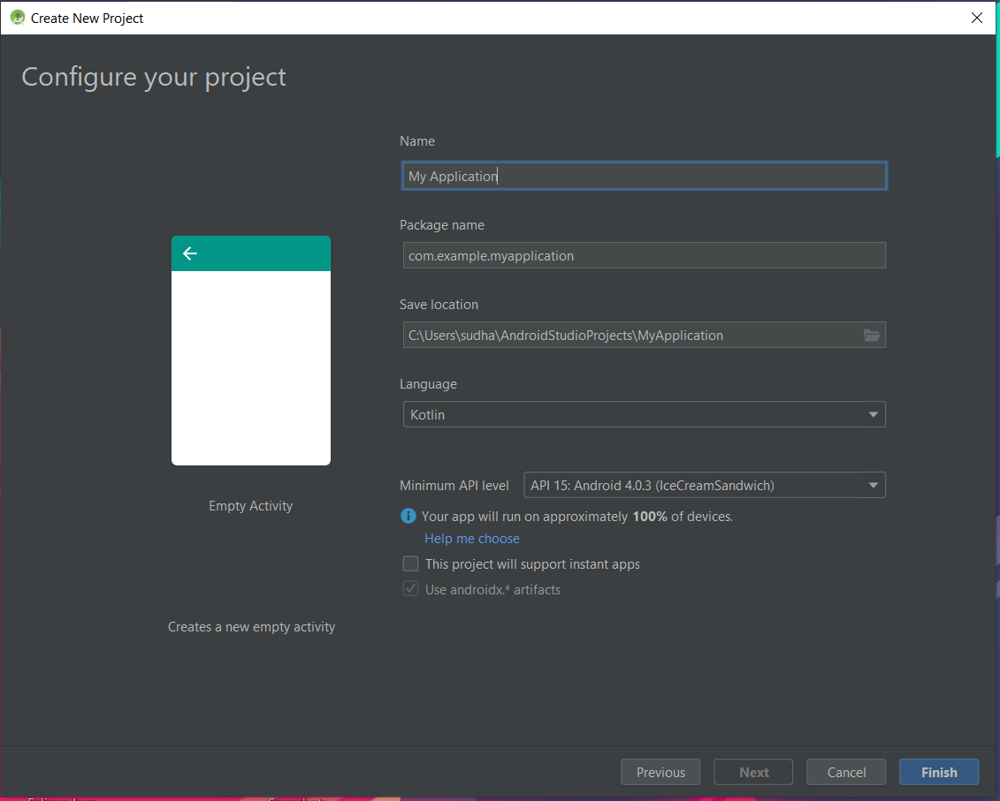 Create New Project
Configure your project
Name
My Application
Package name
com.example.myapplication
Save location
C:\Users\sudha\AndroidStudioProjects\MyApplication
Language
Kotlin
Minimum API level
API 15: Android 4.0.3 (IceCreamSandwich)
Your app will run on approximately 100% of devices.
Help me choose
This project will support instant apps
Use androidx.* artifacts
Empty Activity
Creates a new empty activity
Previous
Next
Cancel
Finish